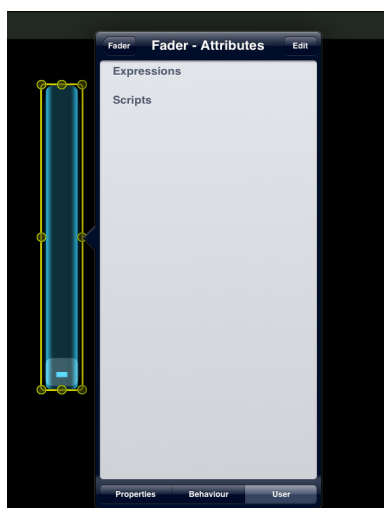 Fader Fader - Attributes Edit
Expressions
Scripts
Properties Behaviour User